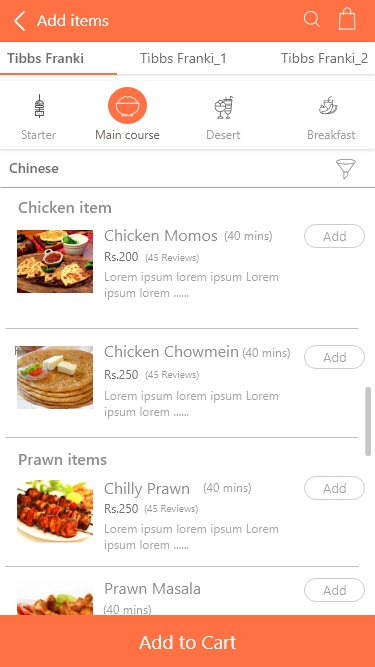 Add items
Tibbs Franki Tibbs Franki_1 Tibbs Franki_2
Starter Main course Desert Breakfast
Chinese
Chicken item
Chicken Momos (40 mins) Add
Rs.200 (45 Reviews)
Lorem ipsum lorem ipsum Lorem
ipsum lorem ......
Chicken Chowmein (40 mins) Add
Rs.250 (45 Reviews)
Lorem ipsum lorem ipsum Lorem
ipsum lorem ......
Prawn items
Chilly Prawn (40 mins) Add
Rs.250 (45 Reviews)
Lorem ipsum lorem ipsum Lorem
ipsum lorem ......
Prawn Masala Add
(40 mins)
Add to Cart